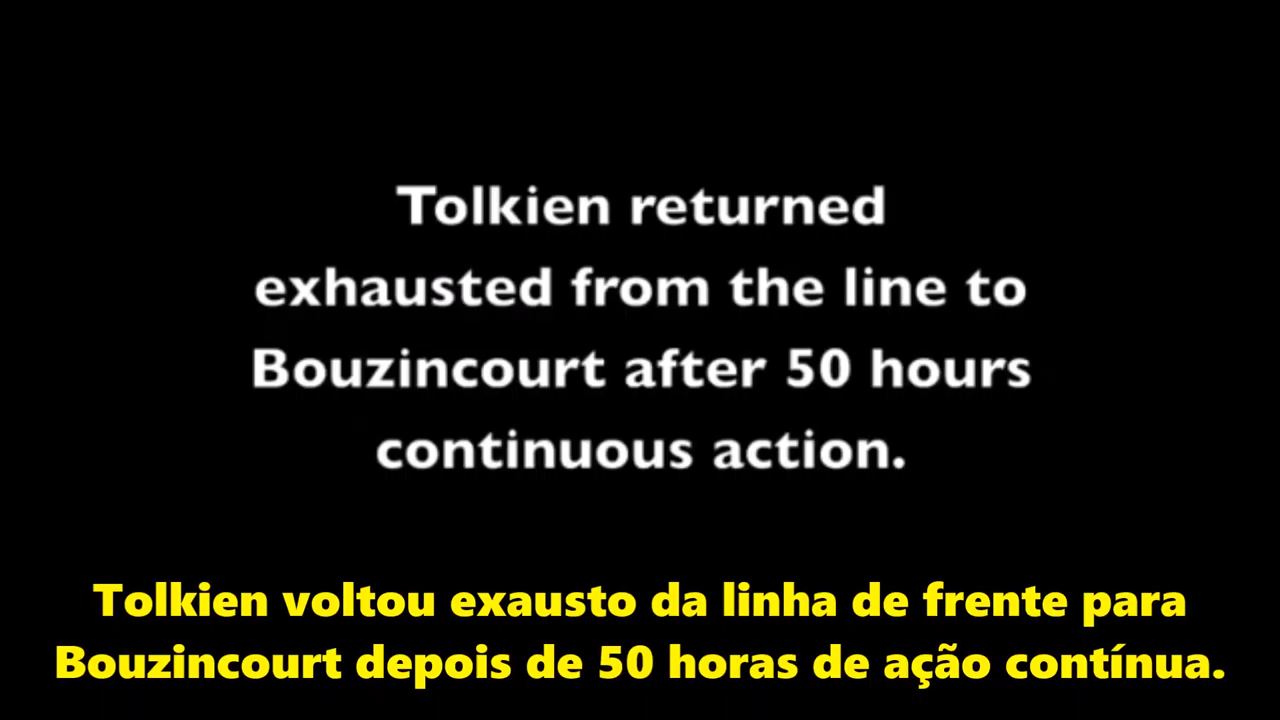 Tolkien returned
exhausted from the line to
Bouzincourt after 50 hours
continuous action.
Tolkien voltou exausto da linha de frente para
Bouzincourt depois de 50 horas de ação contínua.